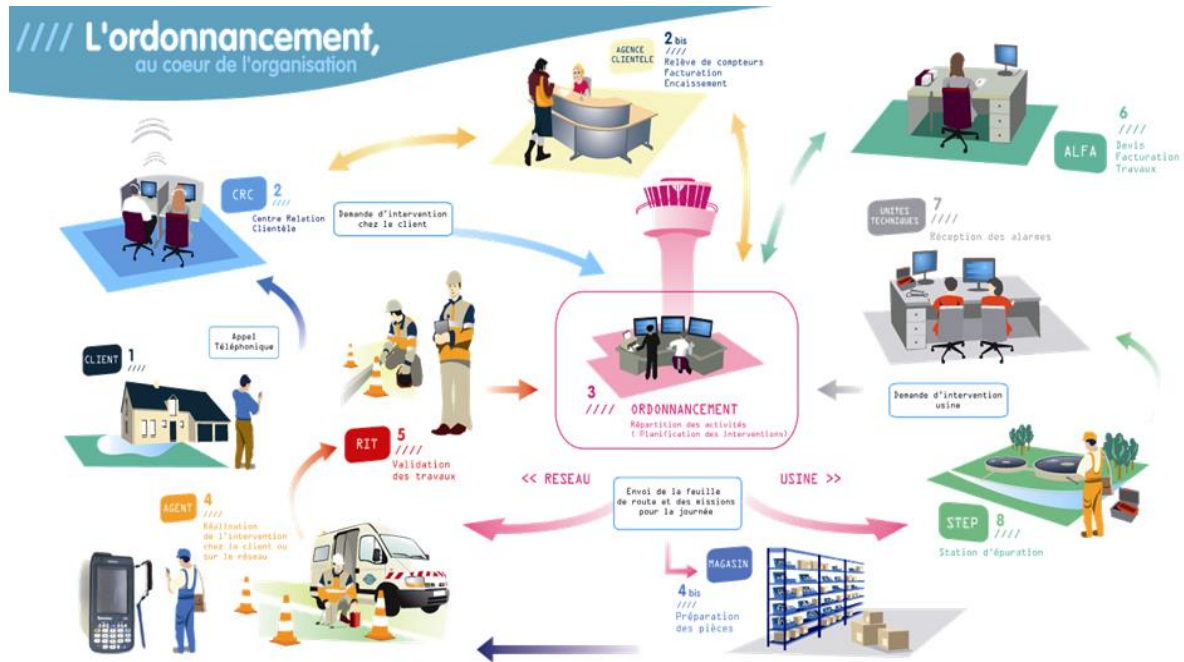 //// L'ordonnancement,
au coeur de l'organisation
AGENCE
CLIENTELE
2 bis
////
Relève de compteurs
Facturation
Encaissement
6
////
ALFA
Devis
Facturation
Travaux
CRC
2
////
Centre Relation
Clientèle
Demande d'intervention
chez le client
UNITES
TECHNIQUES
7
////
Réception des alarmes
Appel
Téléphonique
CLIENT
1
////
3
////
ORDONNANCEMENT
Répartition des activités
( Planification des Interventions)
Demande d'intervention
usine
RIT
5
////
Validation
des travaux
<< RESEAU
USINE >>
Envoi de la feuille
de route et des missions
pour la journée
AGENT
4
////
Réalisation
de l'intervention
chez le client ou
sur le réseau
STEP
8
////
Station d'épuration
MAGASIN
4 bis
////
Préparation
des pièces